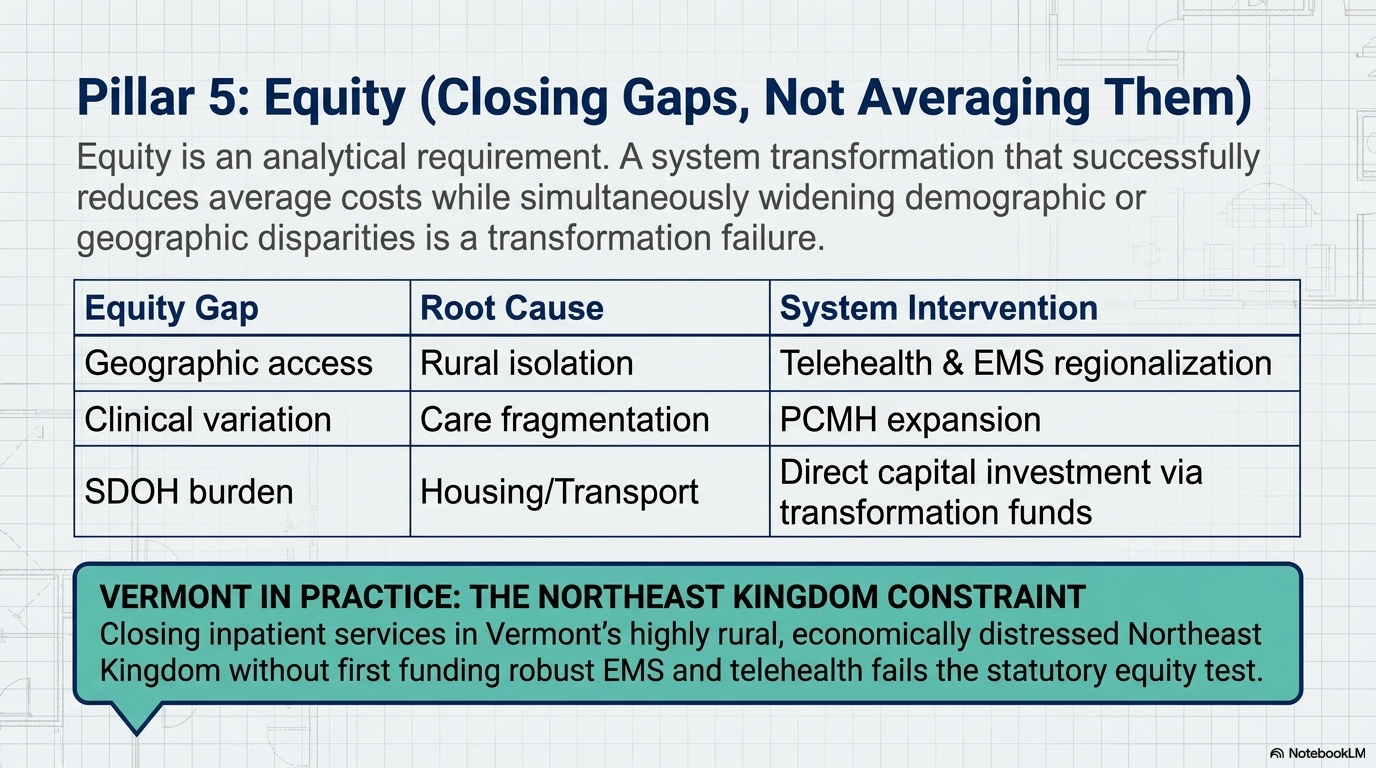 Pillar 5: Equity (Closing Gaps, Not Averaging Them)
Equity is an analytical requirement. A system transformation that successfully
reduces average costs while simultaneously widening demographic or
geographic disparities is a transformation failure.
Equity Gap
Root Cause
System Intervention
Geographic access
Rural isolation
Telehealth & EMS regionalization
Clinical variation
Care fragmentation
PCMH expansion
SDOH burden
Housing/Transport
Direct capital investment via
transformation funds
VERMONT IN PRACTICE: THE NORTHEAST KINGDOM CONSTRAINT
Closing inpatient services in Vermont’s highly rural, economically distressed Northeast
Kingdom without first funding robust EMS and telehealth fails the statutory equity test.
NotebookLM